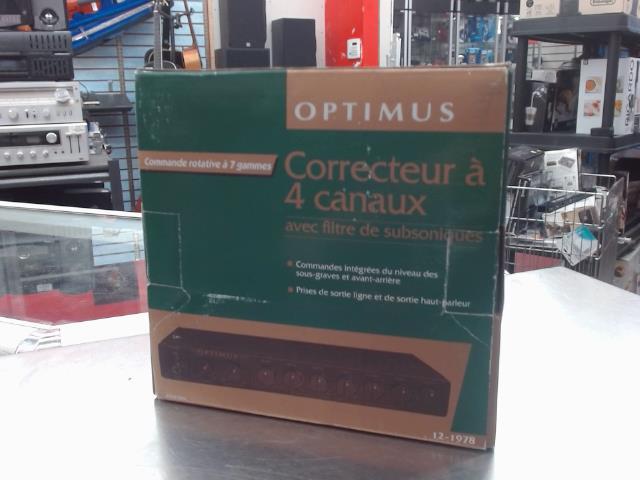 OPTIMUS
Commande rotative à 7 gammes
Correcteur à
4 canaux
avec filtre de subsoniques
Commandes intégrées du niveau des
sous-graves et avant-arrière
Prises de sortie ligne et de sortie haut-parleur
OPTIMUS
12-1978